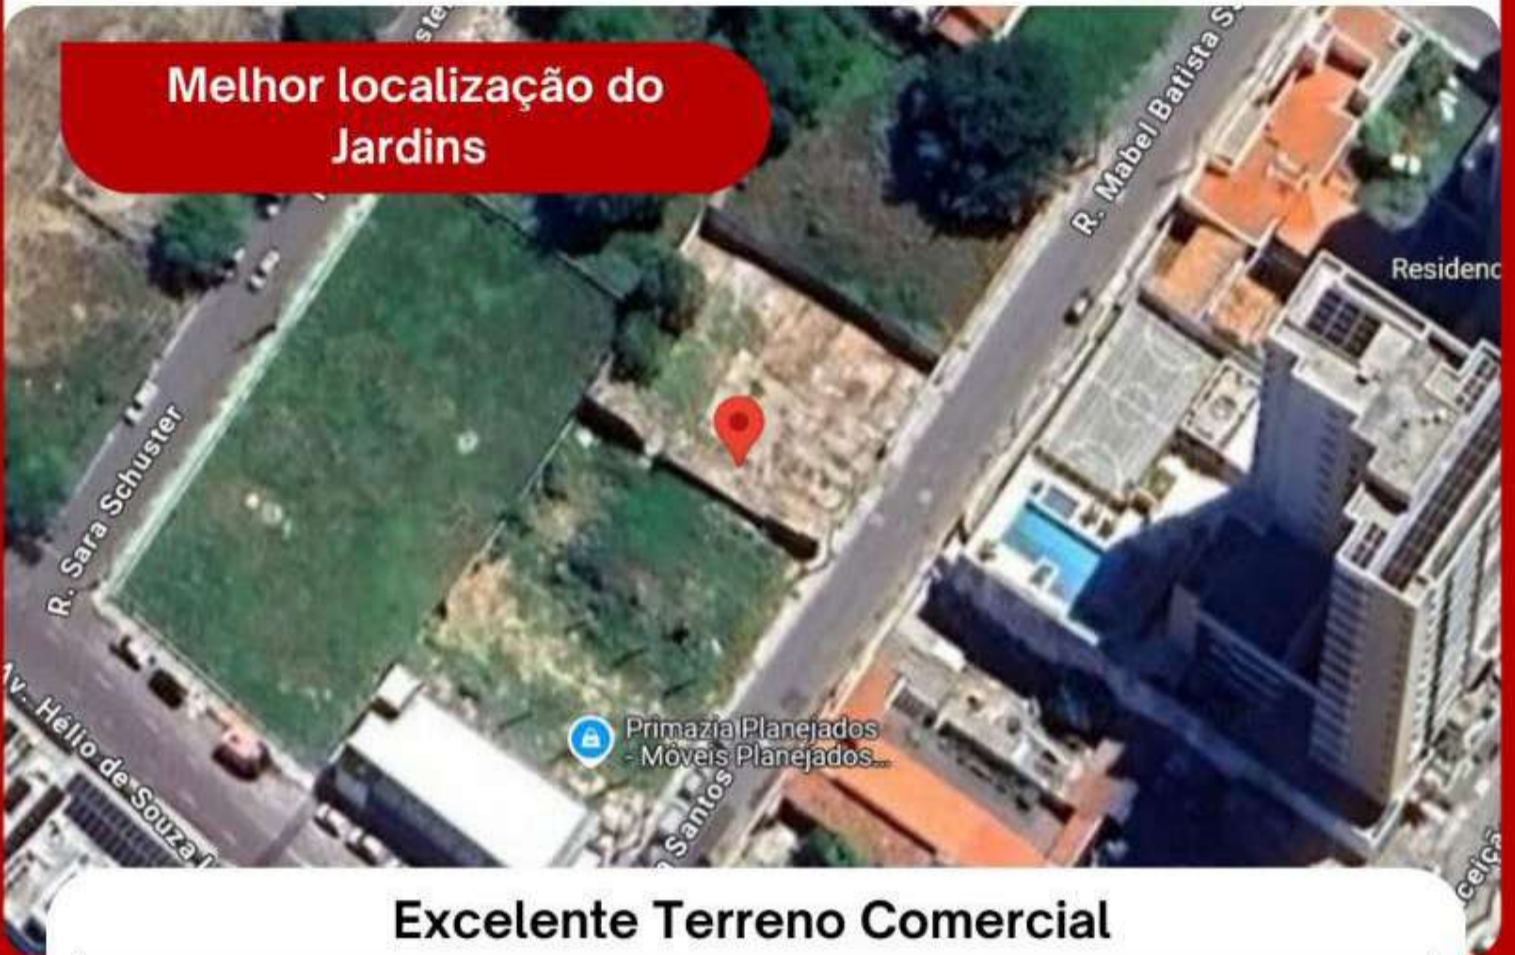 Melhor localização do
Jardins
R. Mabel Batista S
Residenc
R. Sara Schuster
Av. Hélio de Souza
Primazia Planejados
- Móveis Planejados...
Santos
Excelente Terreno Comercial